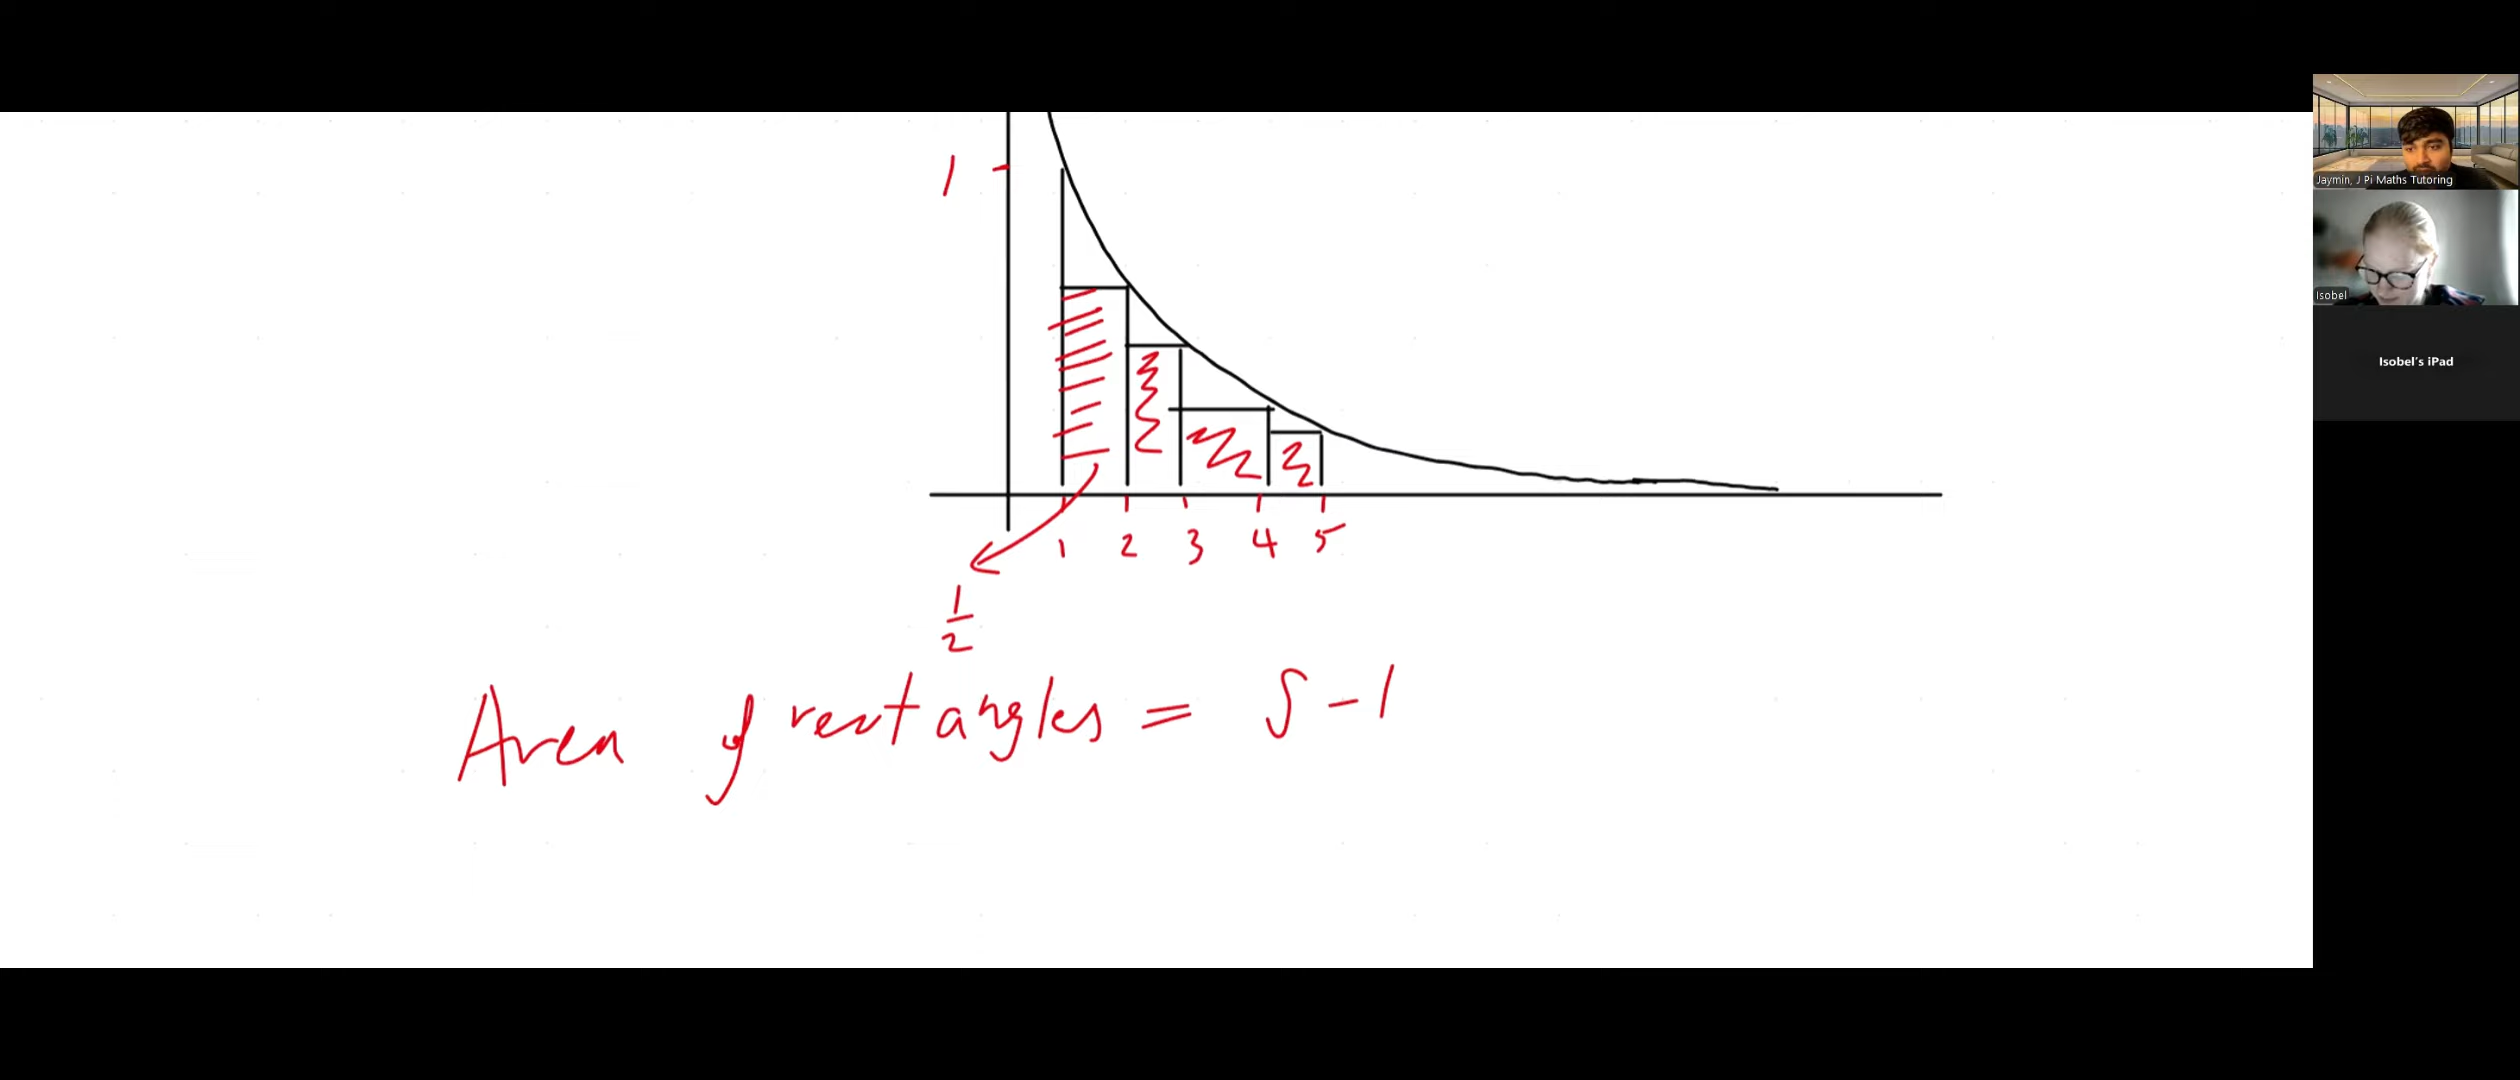 1
1 2 3 4 5
1/2
Area of rectangles = S - 1
Jaymin, J Pi Maths Tutoring
Isobel
Isobel's iPad